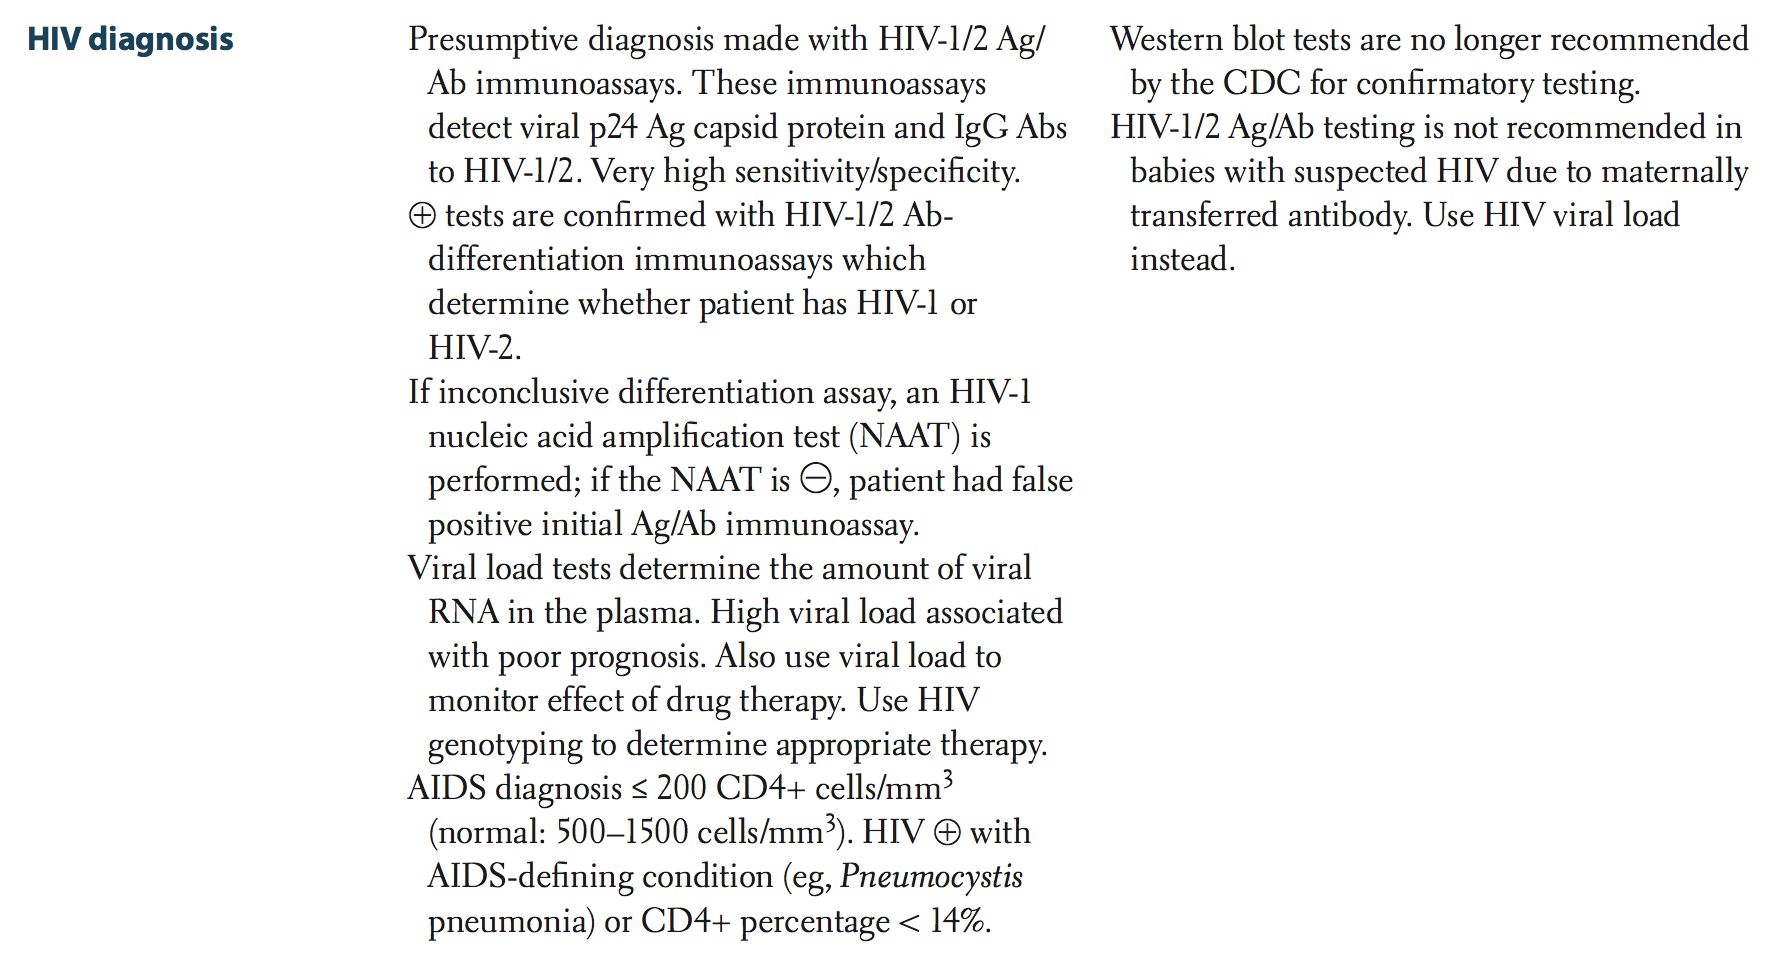 HIV diagnosis
Presumptive diagnosis made with HIV-1/2 Ag/
Ab immunoassays. These immunoassays
detect viral p24 Ag capsid protein and IgG Abs
to HIV-1/2. Very high sensitivity/specificity.
⊕ tests are confirmed with HIV-1/2 Ab-
differentiation immunoassays which
determine whether patient has HIV-1 or
HIV-2.
If inconclusive differentiation assay, an HIV-1
nucleic acid amplification test (NAAT) is
performed; if the NAAT is ⊖, patient had false
positive initial Ag/Ab immunoassay.
Viral load tests determine the amount of viral
RNA in the plasma. High viral load associated
with poor prognosis. Also use viral load to
monitor effect of drug therapy. Use HIV
genotyping to determine appropriate therapy.
AIDS diagnosis ≤ 200 CD4+ cells/mm³
(normal: 500–1500 cells/mm³). HIV ⊕ with
AIDS-defining condition (eg, Pneumocystis
pneumonia) or CD4+ percentage < 14%.
Western blot tests are no longer recommended
by the CDC for confirmatory testing.
HIV-1/2 Ag/Ab testing is not recommended in
babies with suspected HIV due to maternally
transferred antibody. Use HIV viral load
instead.